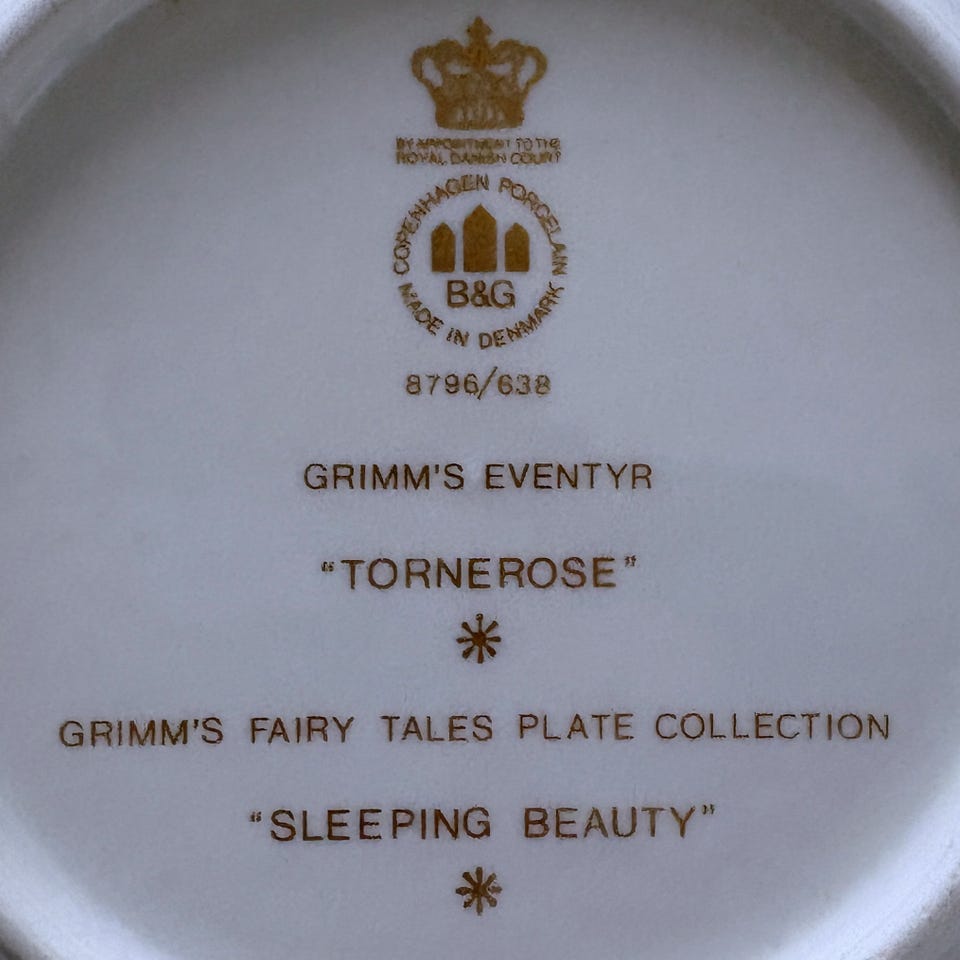 BY APPOINTMENT TO THE
ROYAL DANISH COURT
COPENHAGEN PORCELAIN
B&G
MADE IN DENMARK
8796/638
GRIMM'S EVENTYR
"TORNEROSE"
GRIMM'S FAIRY TALES PLATE COLLECTION
"SLEEPING BEAUTY"